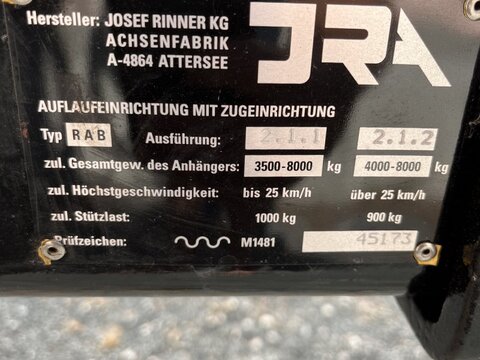 Hersteller: JOSEF RINNER KG
ACHSENFABRIK
A-4864 ATTERSEE
JRA
AUFLAUFEINRICHTUNG MIT ZUGEINRICHTUNG
Typ RAB Ausführung: 2.1.1 2.1.2
zul. Gesamtgew. des Anhängers: 3500-8000 kg 4000-8000 kg
zul. Höchstgeschwindigkeit: bis 25 km/h über 25 km/h
zul. Stützlast: 1000 kg 900 kg
Prüfzeichen: M1481 45173